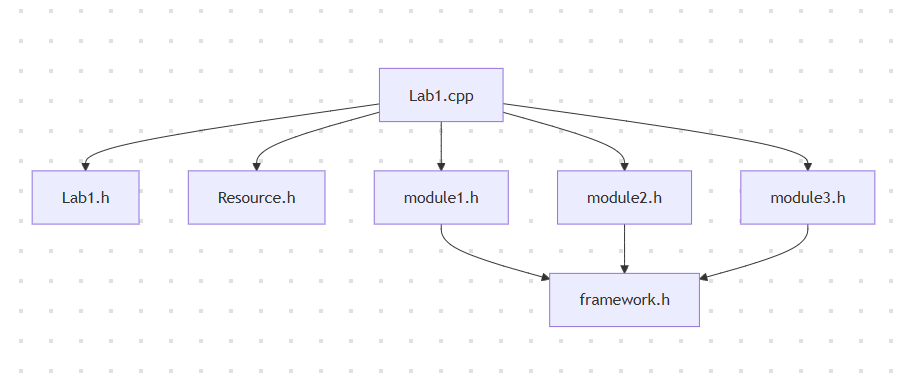 Lab1.cpp
Lab1.h
Resource.h
module1.h
module2.h
module3.h
framework.h